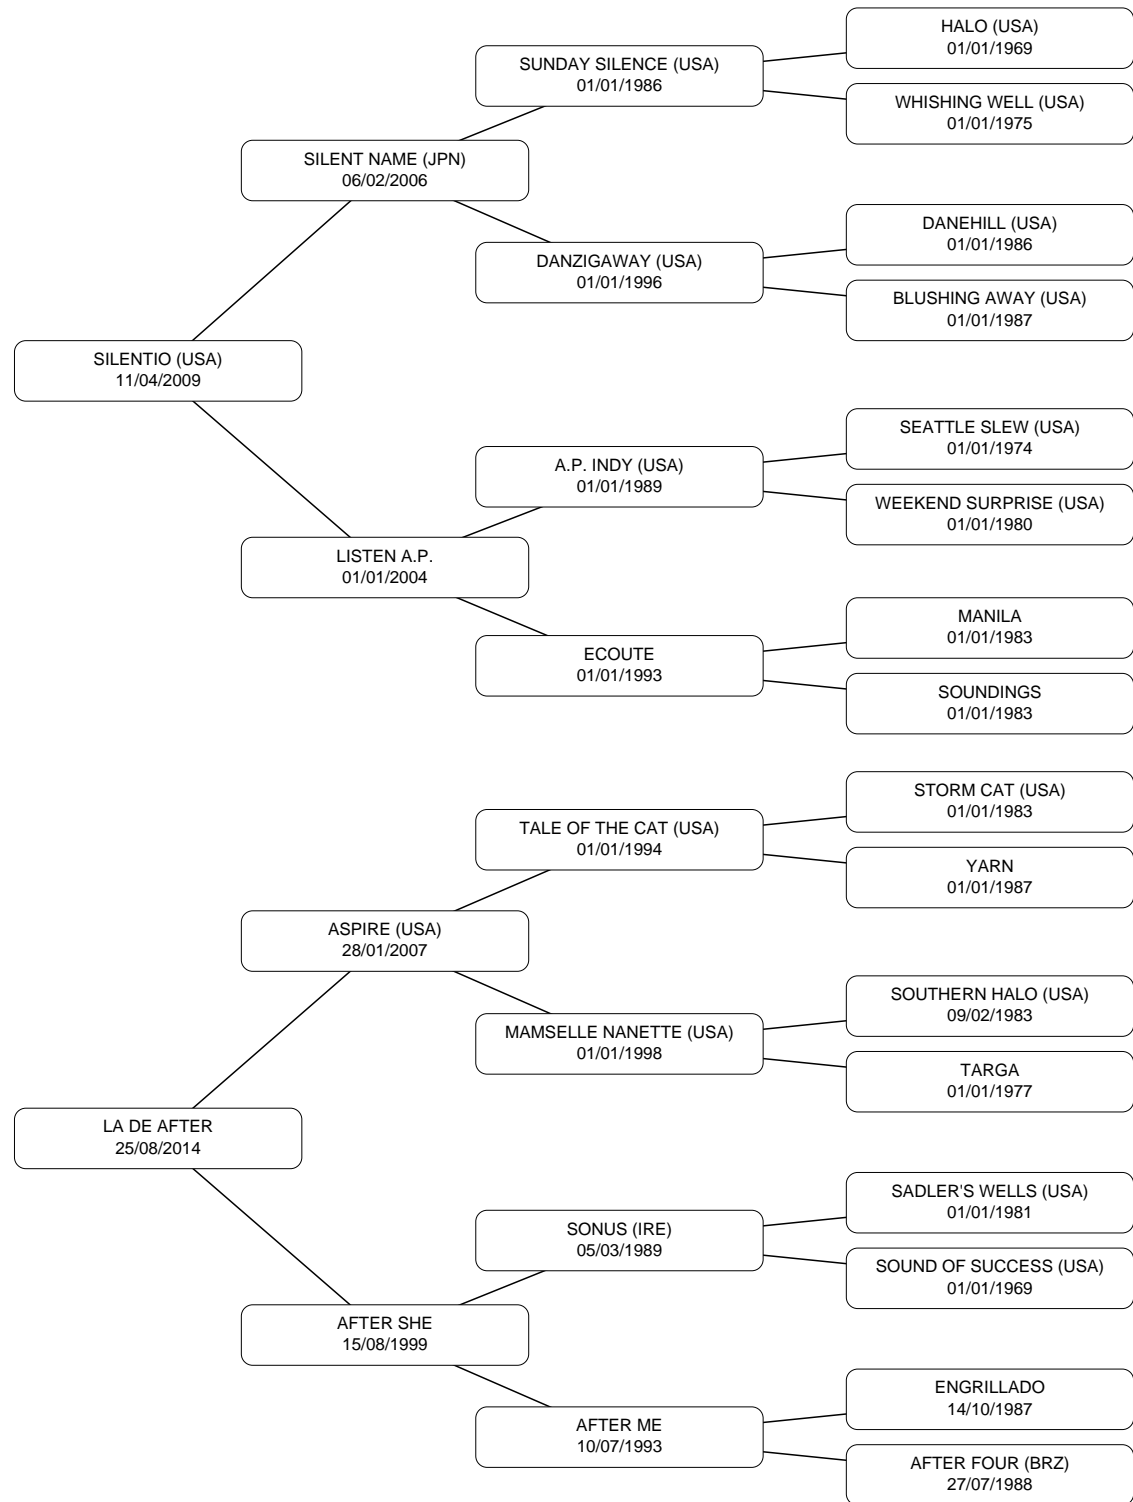 HALO (USA)
01/01/1969
SUNDAY SILENCE (USA)
01/01/1986
WHISHING WELL (USA)
01/01/1975
SILENT NAME (JPN)
06/02/2006
DANEHILL (USA)
01/01/1986
DANZIGAWAY (USA)
01/01/1996
BLUSHING AWAY (USA)
01/01/1987
SILENTIO (USA)
11/04/2009
SEATTLE SLEW (USA)
01/01/1974
A.P. INDY (USA)
01/01/1989
WEEKEND SURPRISE (USA)
01/01/1980
LISTEN A.P.
01/01/2004
MANILA
01/01/1983
ECOUTE
01/01/1993
SOUNDINGS
01/01/1983
STORM CAT (USA)
01/01/1983
TALE OF THE CAT (USA)
01/01/1994
YARN
01/01/1987
ASPIRE (USA)
28/01/2007
SOUTHERN HALO (USA)
09/02/1983
MAMSELLE NANETTE (USA)
01/01/1998
TARGA
01/01/1977
LA DE AFTER
25/08/2014
SADLER'S WELLS (USA)
01/01/1981
SONUS (IRE)
05/03/1989
SOUND OF SUCCESS (USA)
01/01/1969
AFTER SHE
15/08/1999
ENGRILLADO
14/10/1987
AFTER ME
10/07/1993
AFTER FOUR (BRZ)
27/07/1988